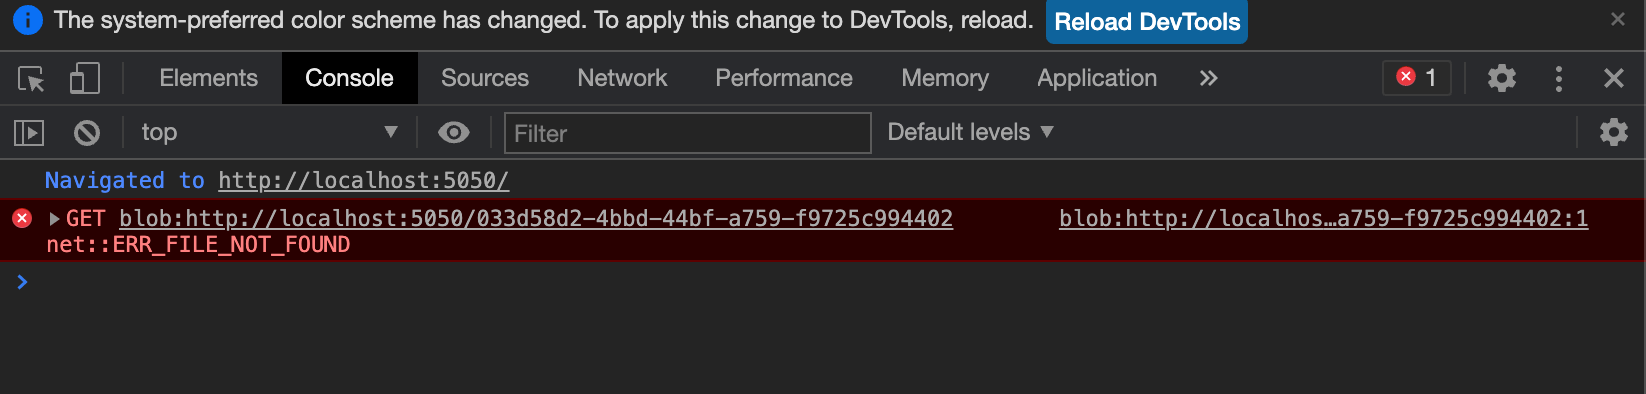 The system-preferred color scheme has changed. To apply this change to DevTools, reload. Reload DevTools
Elements Console Sources Network Performance Memory Application 1
top Filter Default levels
Navigated to http://localhost:5050/
GET blob:http://localhost:5050/033d58d2-4bbd-44bf-a759-f9725c994402 blob:http://localhos…a759-f9725c994402:1
net::ERR_FILE_NOT_FOUND